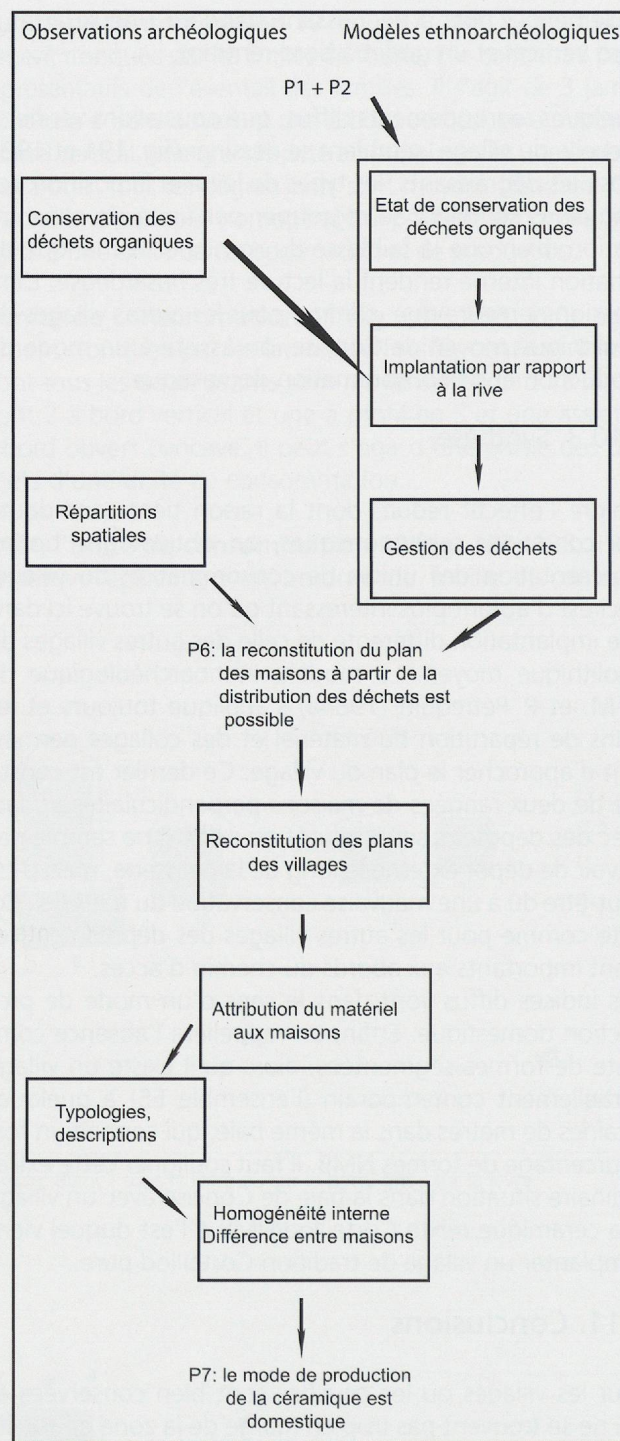 Observations archéologiques
Modèles ethnoarchéologiques
P1 + P2
Conservation des
déchets organiques
Etat de conservation des
déchets organiques
Implantation par rapport
à la rive
Répartitions
spatiales
Gestion des déchets
P6: la reconstitution du plan
des maisons à partir de la
distribution des déchets est
possible
Reconstitution des plans
des villages
Attribution du matériel
aux maisons
Typologies,
descriptions
Homogénéité interne
Différence entre maisons
P7: le mode de production
de la céramique est
domestique